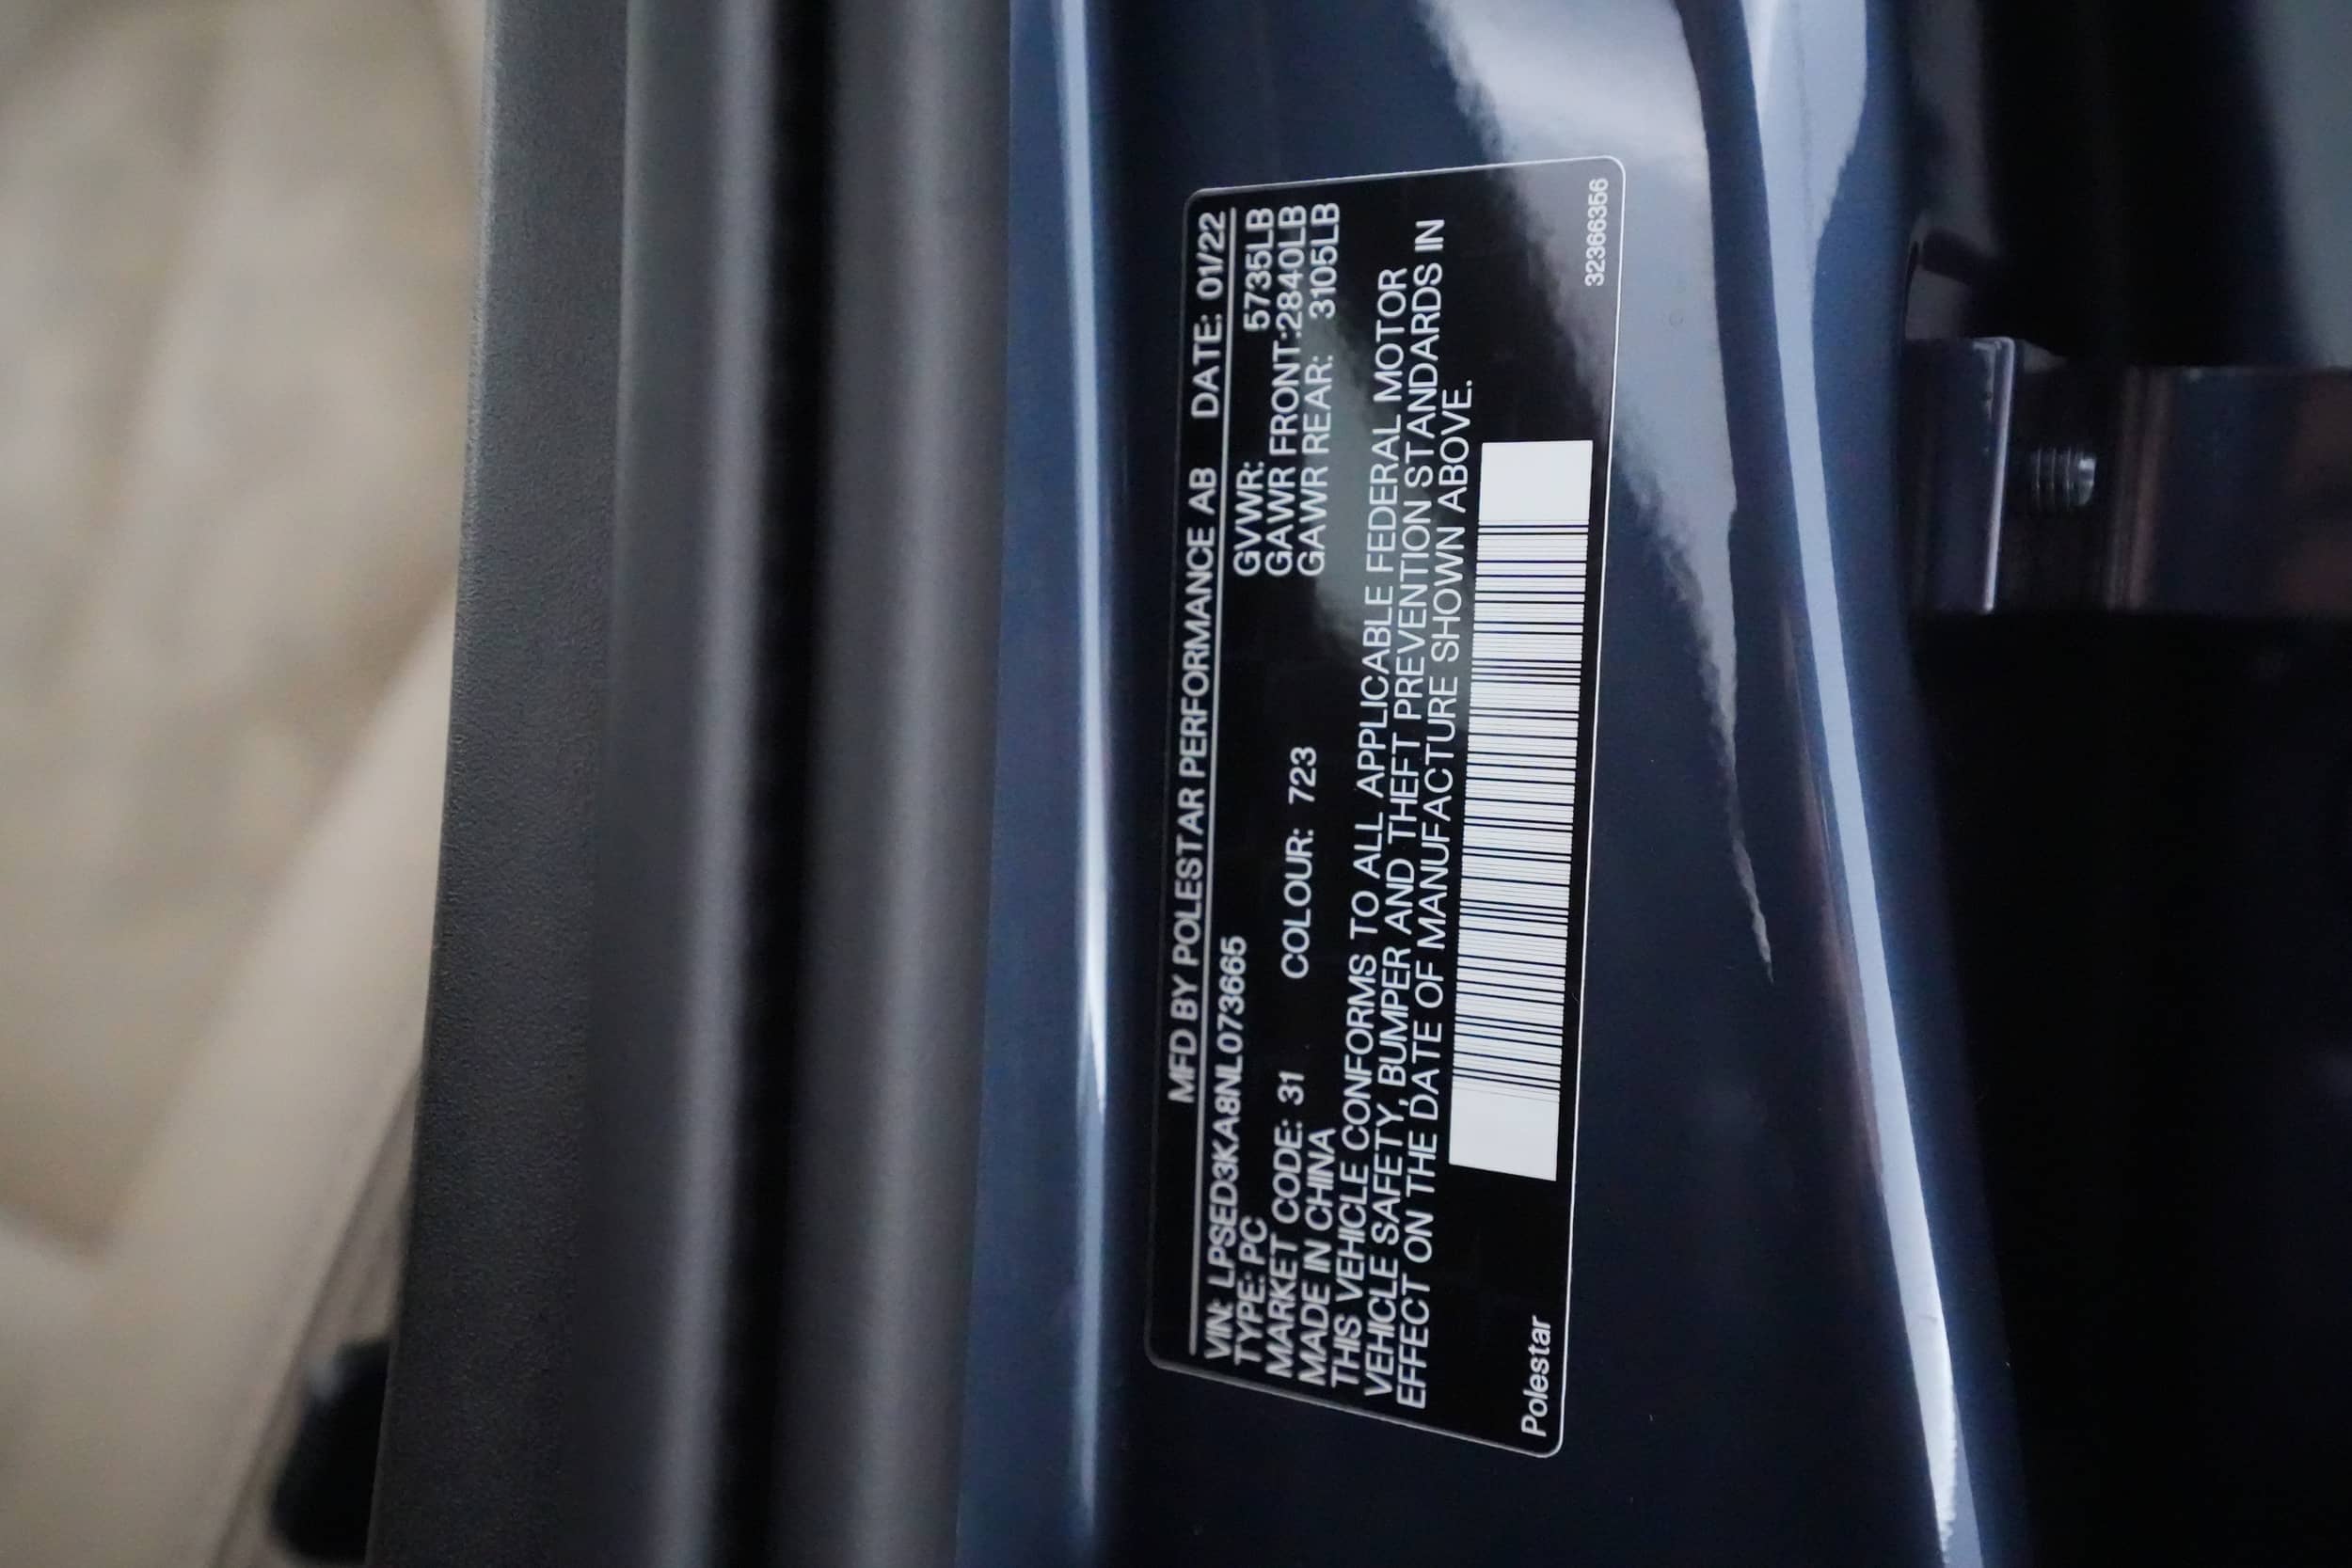 MFD BY POLESTAR PERFORMANCE AB DATE: 01/22
VIN: LPSED3KA8NL073665 GVWR: 5735LB
TYPE: PC GAWR FRONT:2840LB
MARKET CODE: 31 COLOUR: 723 GAWR REAR: 3105LB
MADE IN CHINA
THIS VEHICLE CONFORMS TO ALL APPLICABLE FEDERAL MOTOR
VEHICLE SAFETY, BUMPER AND THEFT PREVENTION STANDARDS IN
EFFECT ON THE DATE OF MANUFACTURE SHOWN ABOVE.
Polestar 32366356